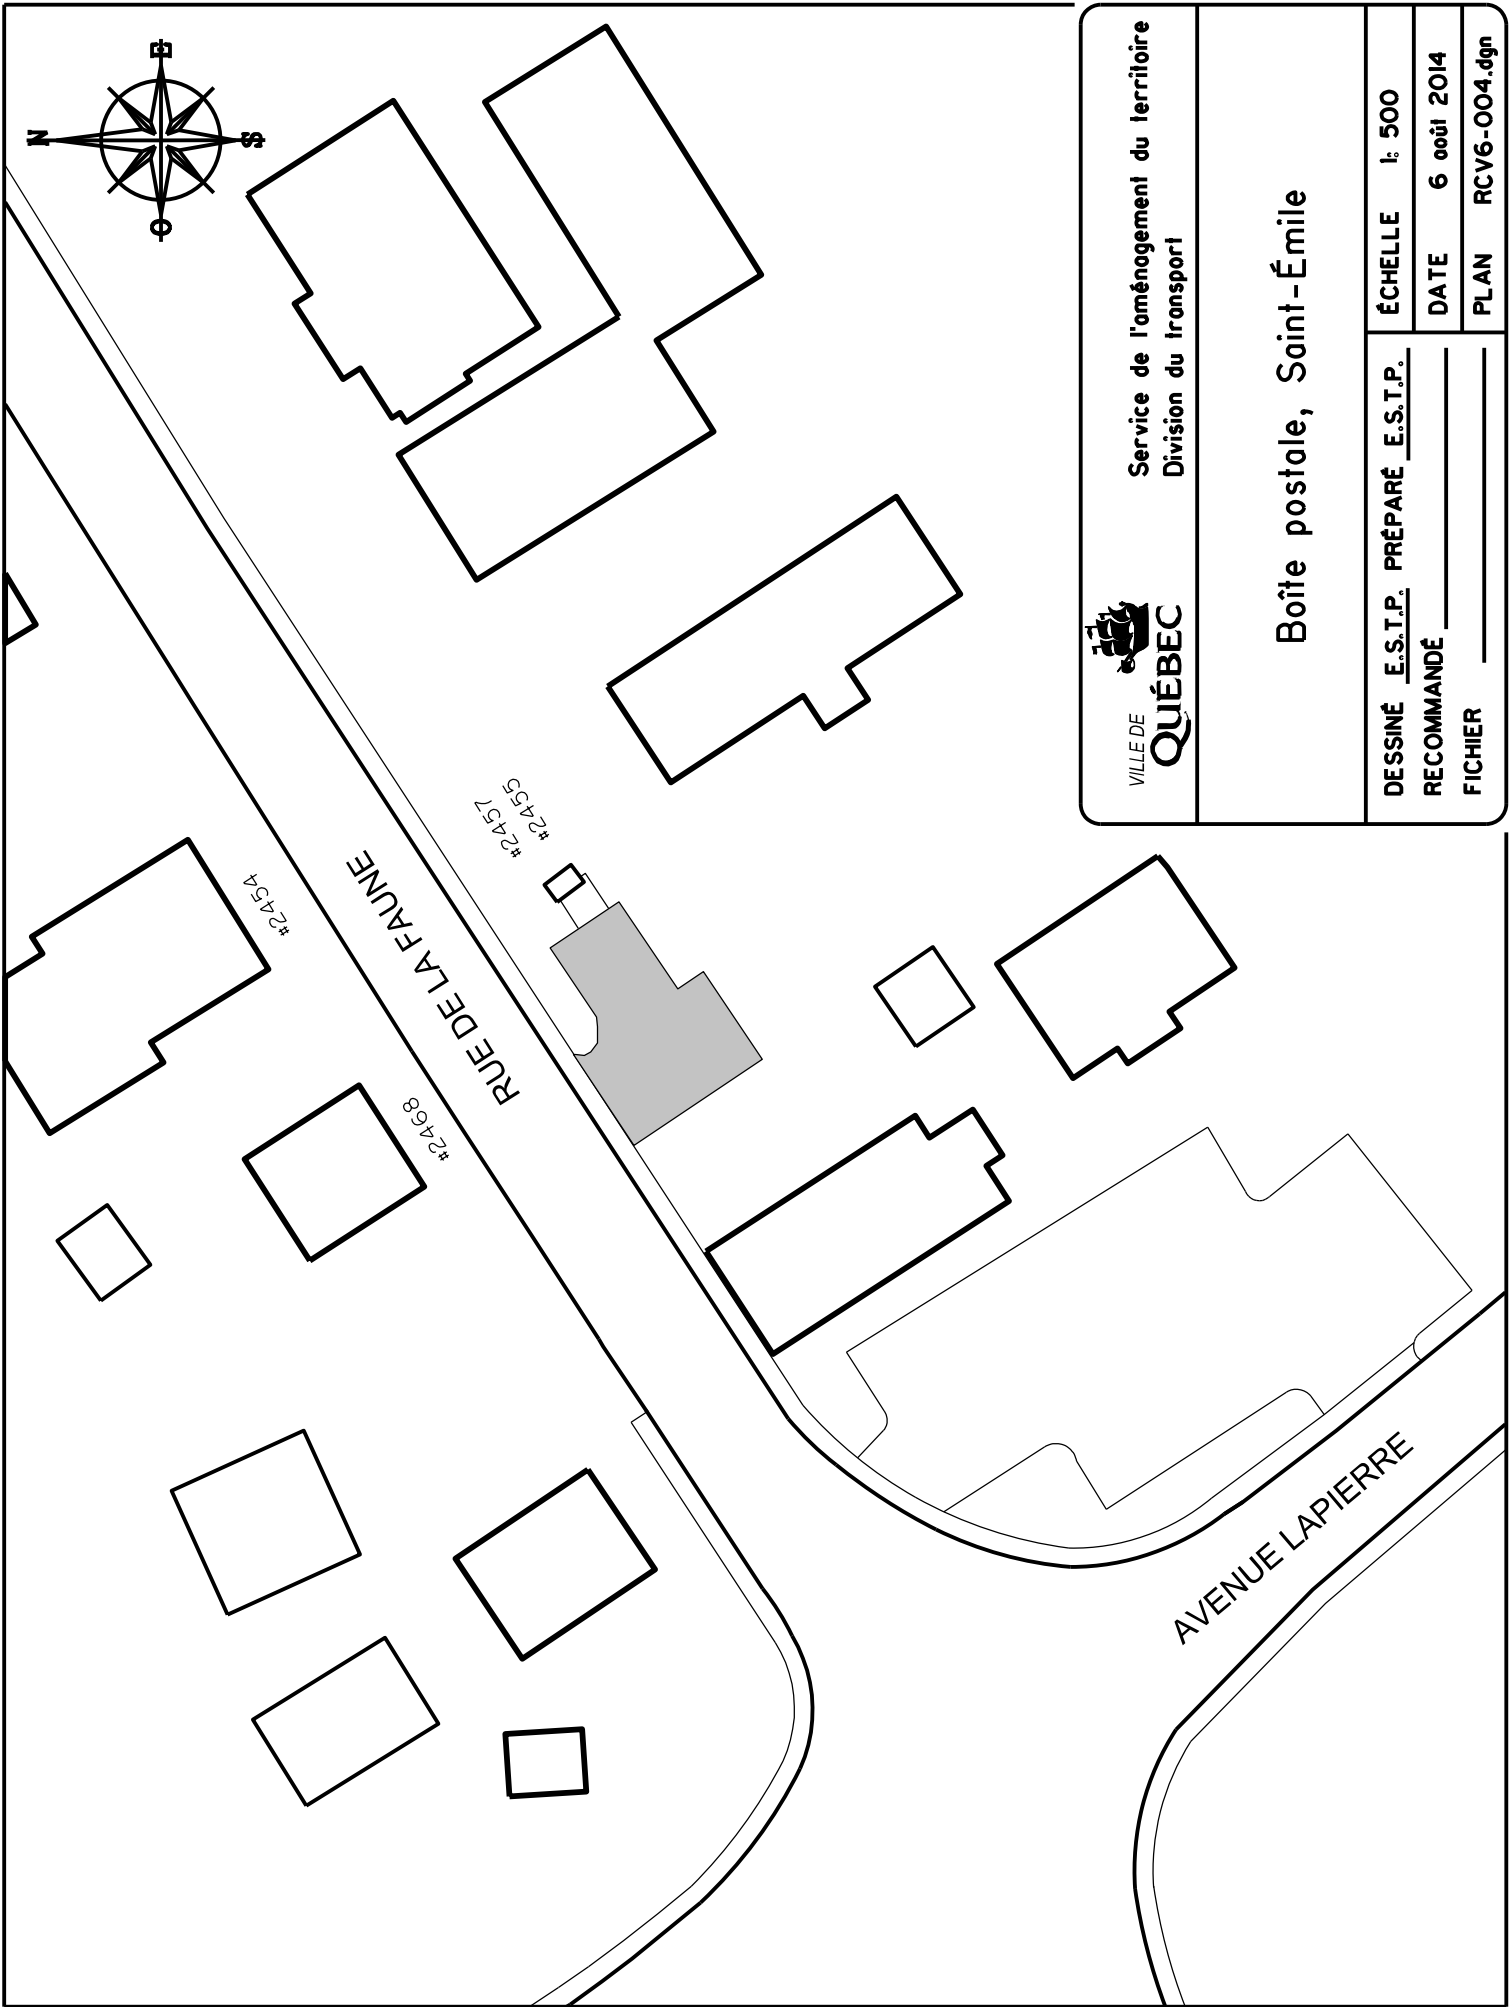 N
E
S
O
#2454
#2457
#2455
RUE DE LA FAUNE
#2468
AVENUE LAPIERRE
VILLE DE
QUÉBEC
Service de l'aménagement du territoire
Division du transport
Boîte postale, Saint-Émile
DESSINÉ E.S.T.P. PRÉPARÉ E.S.T.P.
RECOMMANDÉ
FICHIER
ÉCHELLE 1: 500
DATE 6 août 2014
PLAN RCV6-004.dgn